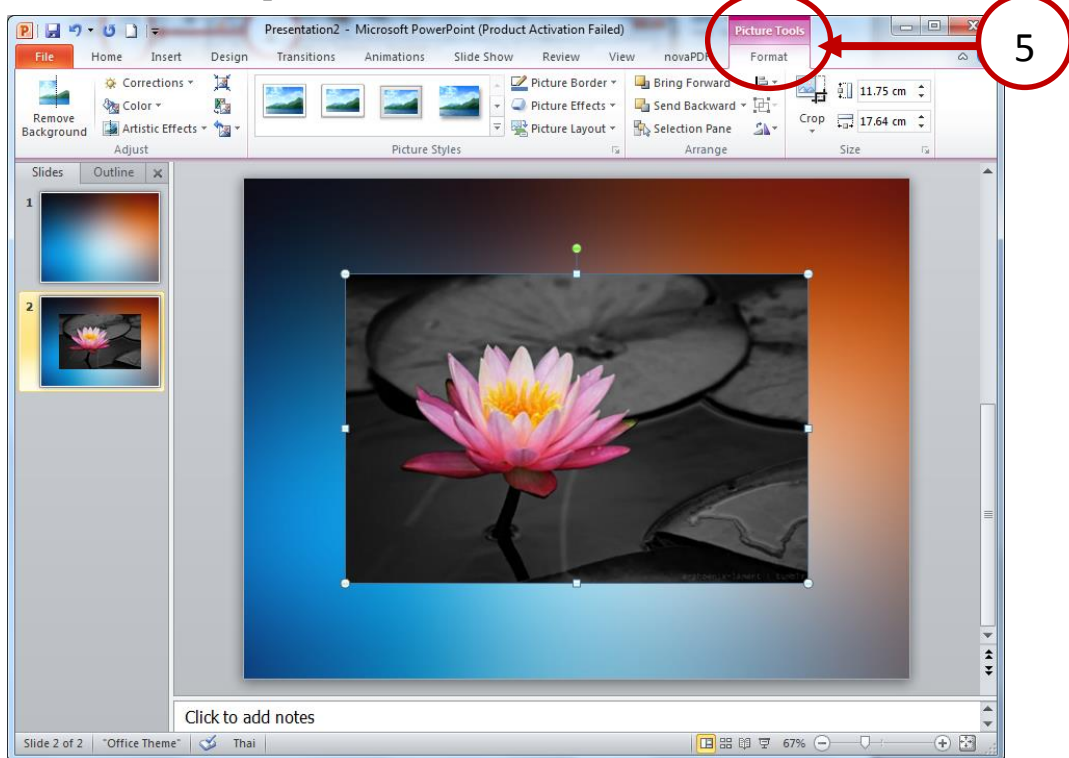 Presentation2 - Microsoft PowerPoint (Product Activation Failed)
Picture Tools
5
File Home Insert Design Transitions Animations Slide Show Review View novaPDF Format
Remove Background
Corrections
Color
Artistic Effects
Adjust
Picture Styles
Picture Border
Picture Effects
Picture Layout
Bring Forward
Send Backward
Selection Pane
Arrange
Crop
11.75 cm
17.64 cm
Size
Slides Outline
1
2
Click to add notes
Slide 2 of 2 "Office Theme" Thai 67%